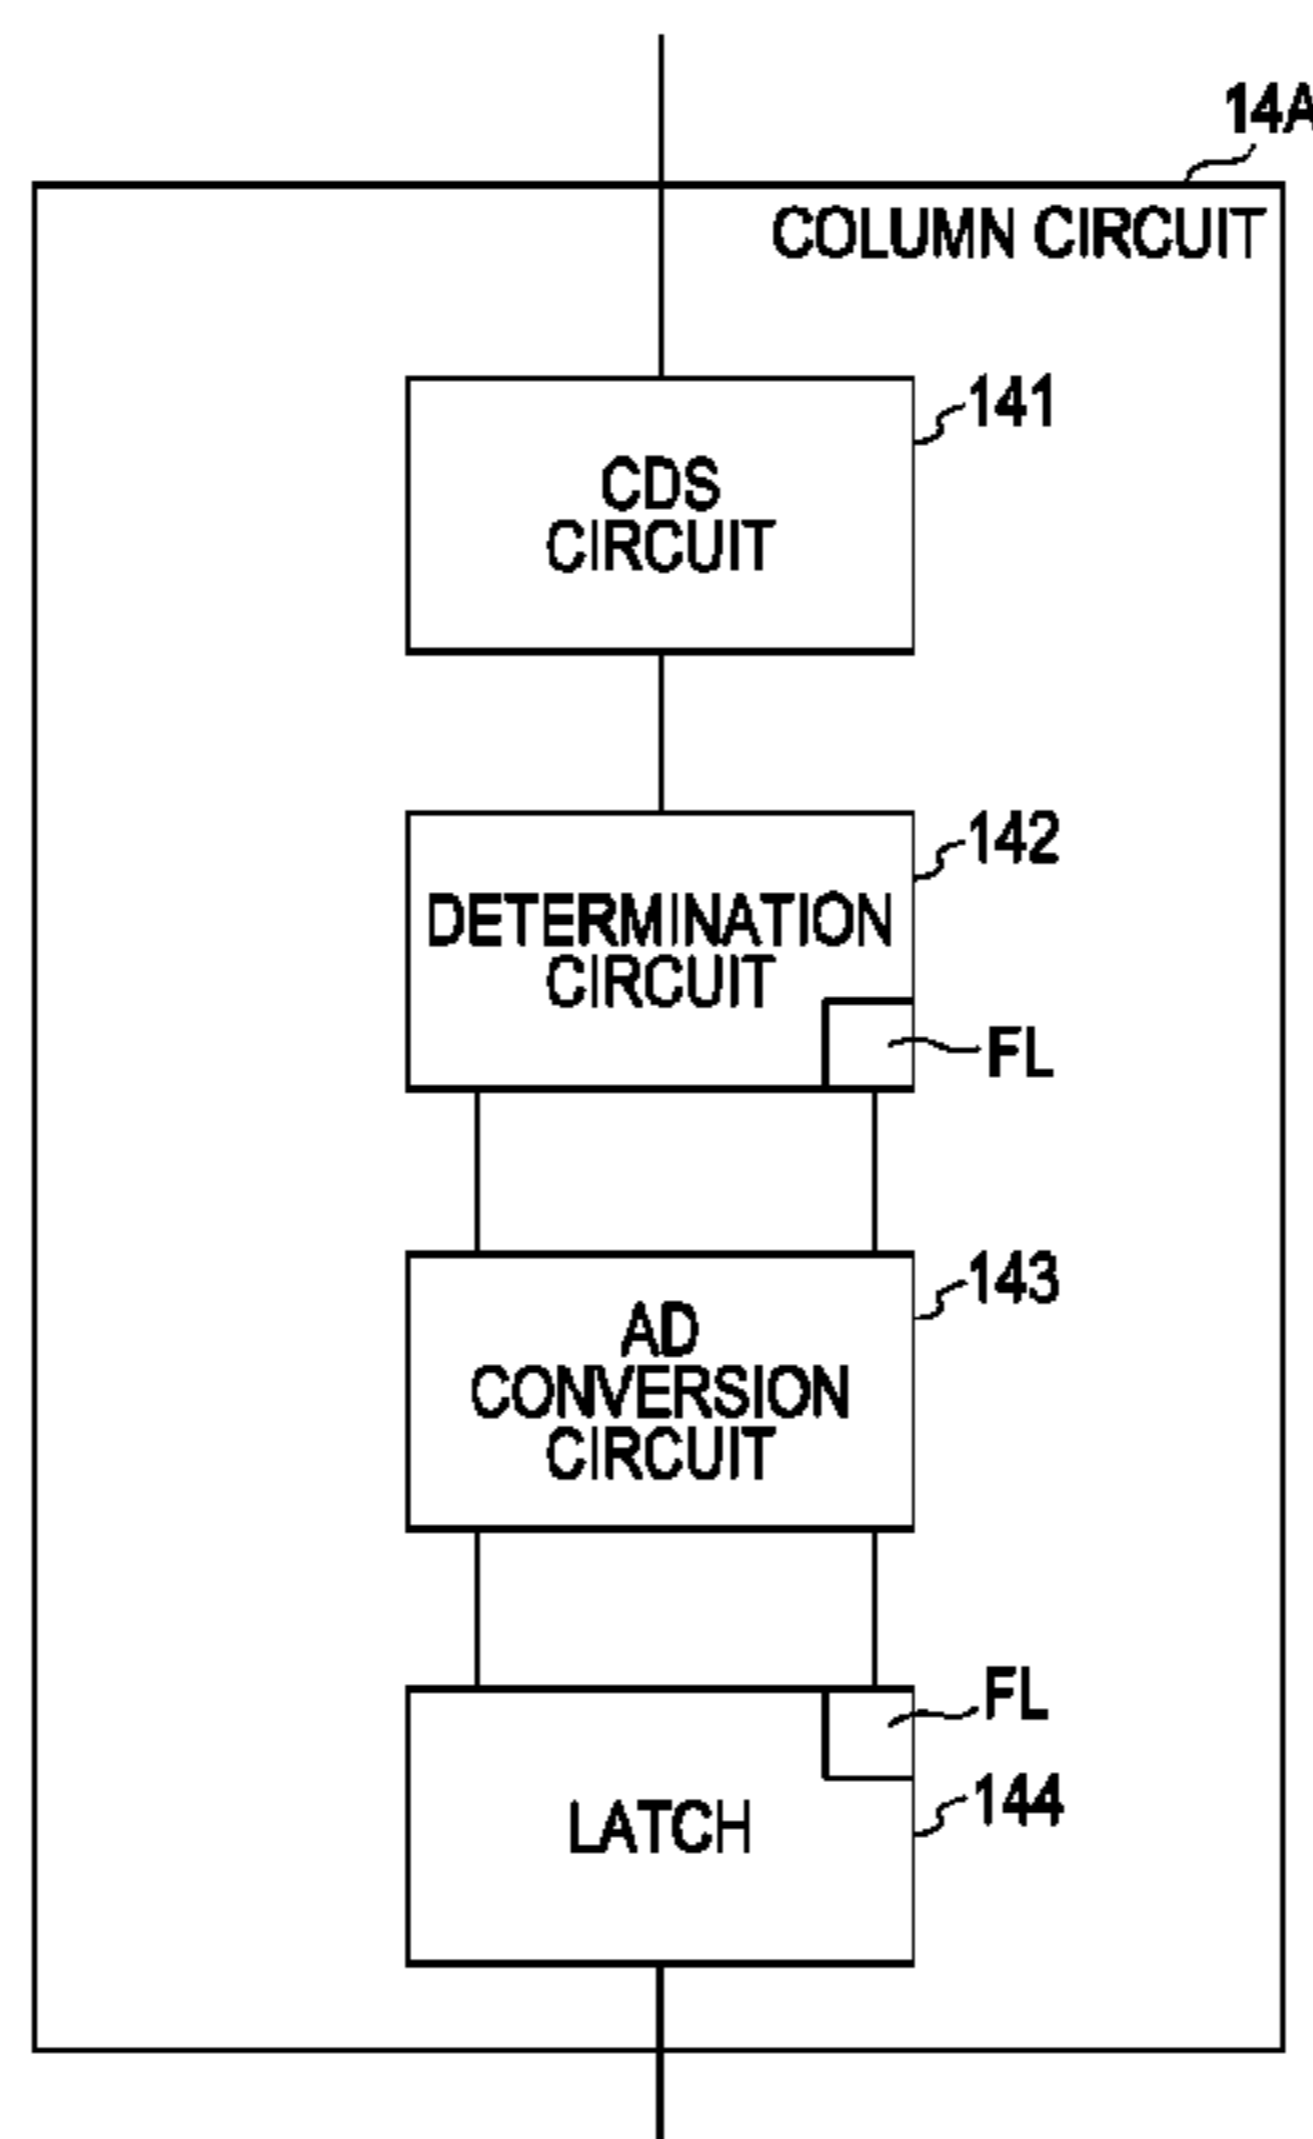 14A
COLUMN CIRCUIT
141
CDS
CIRCUIT
142
DETERMINATION
CIRCUIT
FL
143
AD
CONVERSION
CIRCUIT
FL
144
LATCH